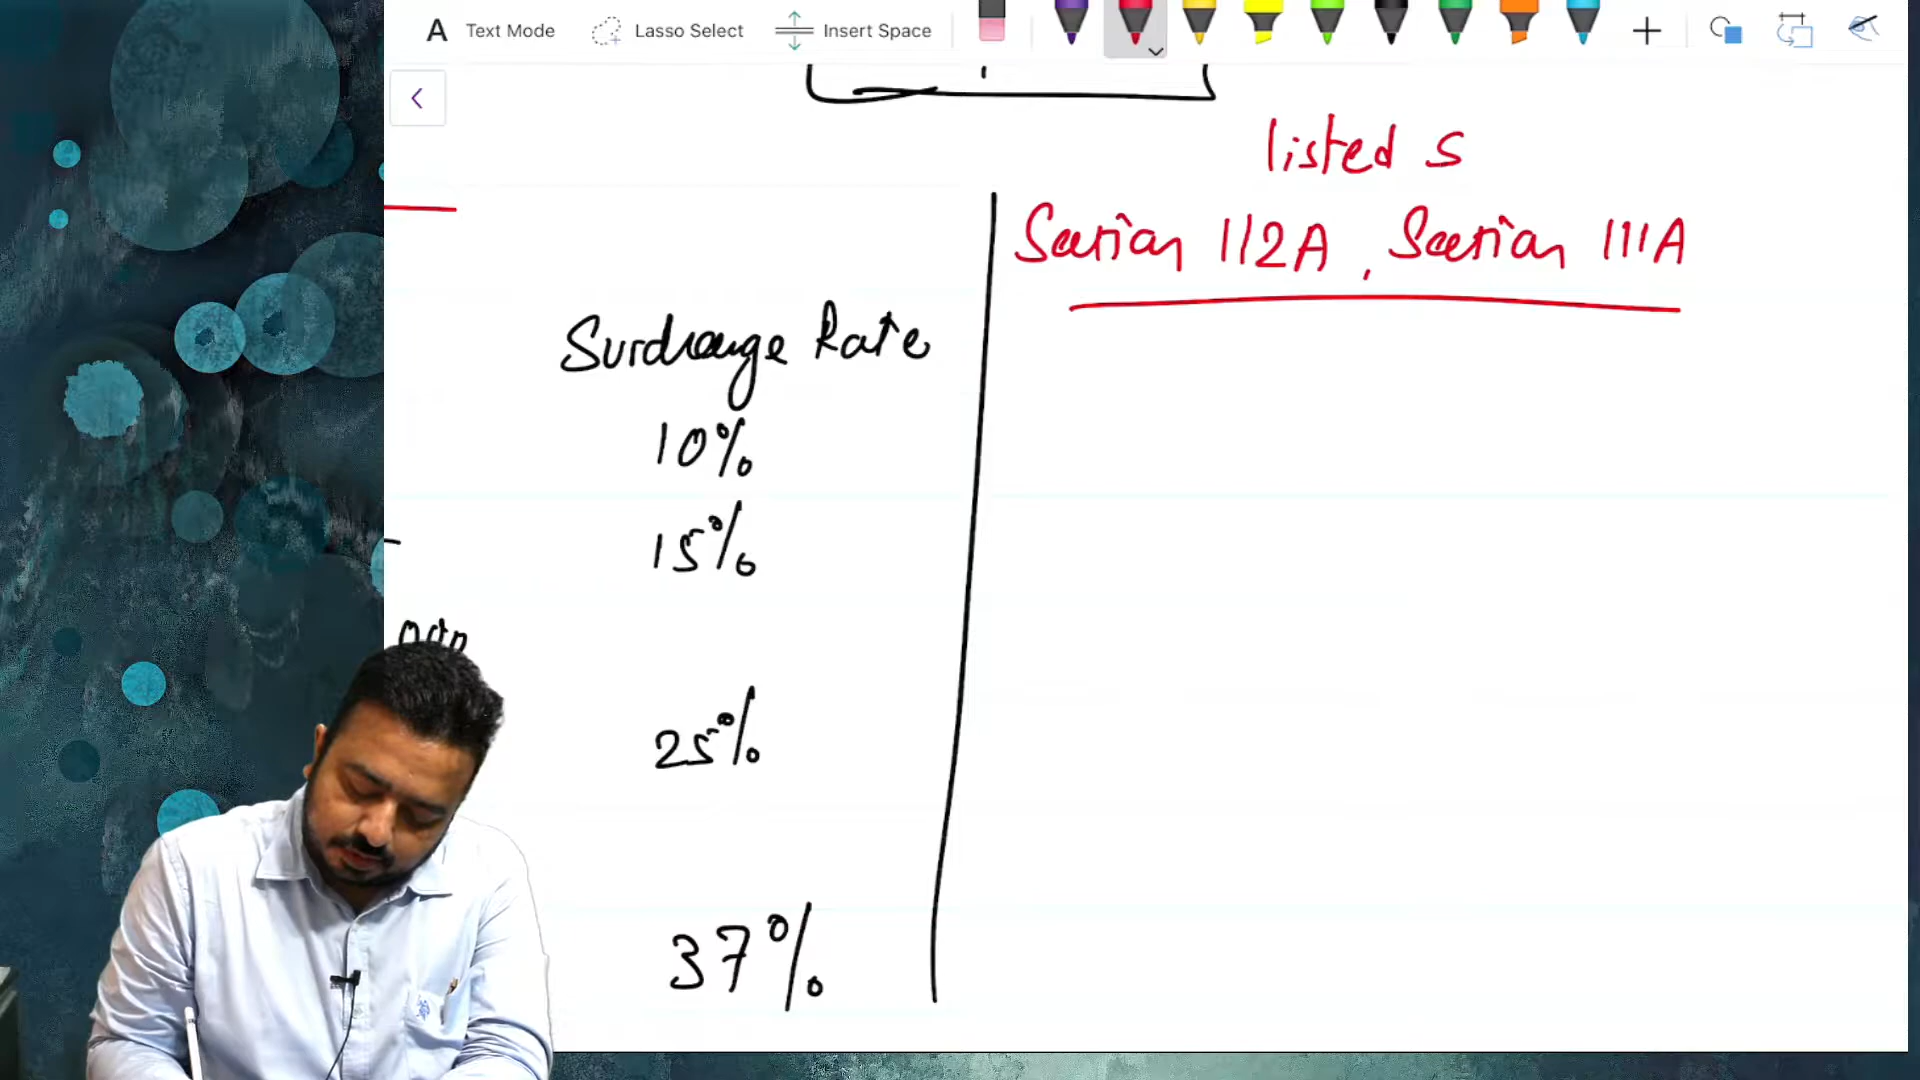 A Text Mode Lasso Select Insert Space
listed S
Section 112A, Section 111A
Surcharge Rate
10%
15%
25%
37%